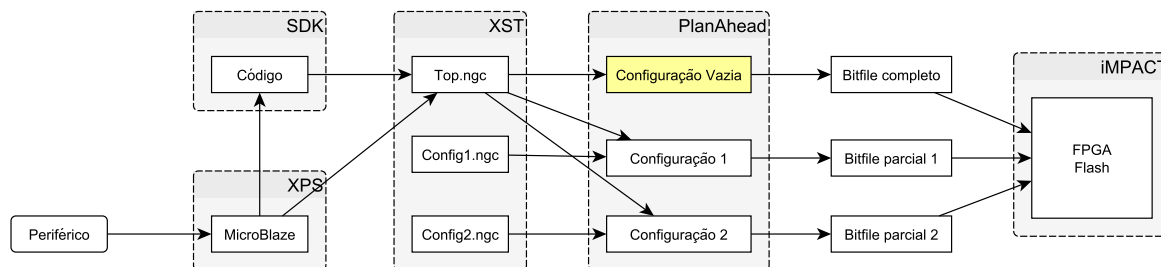 SDK
XST
PlanAhead
iMPACT
Código
Top.ngc
Configuração Vazia
Bitfile completo
Config1.ngc
Configuração 1
Bitfile parcial 1
FPGA
Flash
XPS
Periférico
MicroBlaze
Config2.ngc
Configuração 2
Bitfile parcial 2